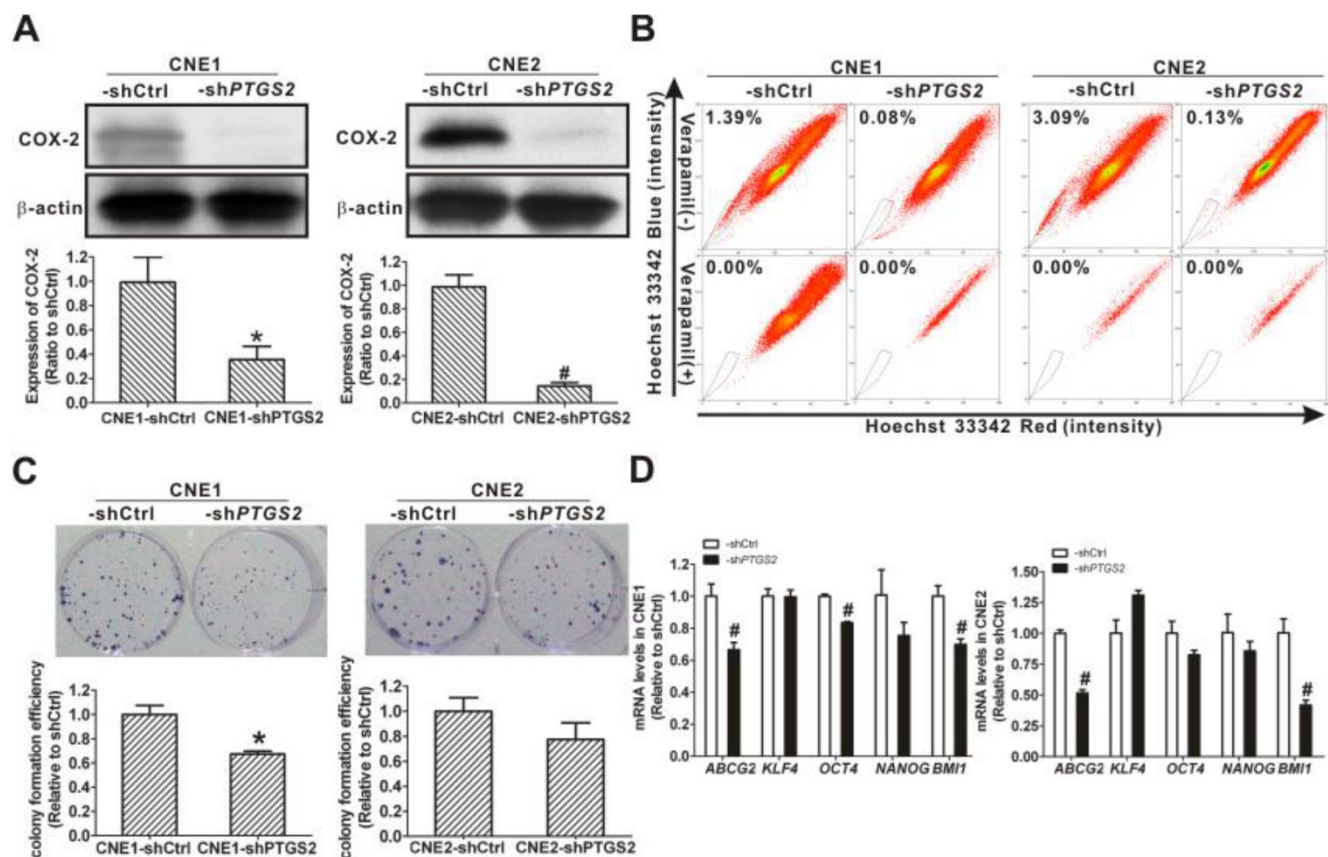 A
CNE1
-shCtrl -shPTGS2
COX-2
β-actin
Expression of COX-2
(Ratio to shCtrl)
1.2
1.0
0.8
0.6
0.4
0.2
0.0
*
CNE1-shCtrl CNE1-shPTGS2
CNE2
-shCtrl -shPTGS2
COX-2
β-actin
Expression of COX-2
(Ratio to shCtrl)
1.2
1.0
0.8
0.6
0.4
0.2
0.0
#
CNE2-shCtrl CNE2-shPTGS2
B
CNE1 CNE2
-shCtrl -shPTGS2 -shCtrl -shPTGS2
Hoechst 33342 Blue (intensity)
Verapamil(-)
1.39% 0.08% 3.09% 0.13%
Verapamil(+)
0.00% 0.00% 0.00% 0.00%
Hoechst 33342 Red (intensity)
C
CNE1
-shCtrl -shPTGS2
colony formation efficiency
(Relative to shCtrl)
1.2
1.0
0.8
0.6
0.4
0.2
0.0
*
CNE1-shCtrl CNE1-shPTGS2
CNE2
-shCtrl -shPTGS2
colony formation efficiency
(Relative to shCtrl)
1.2
1.0
0.8
0.6
0.4
0.2
0.0
CNE2-shCtrl CNE2-shPTGS2
D
-shCtrl
-shPTGS2
mRNA levels in CNE1
(Relative to shCtrl)
1.2
1.0
0.8
0.6
0.4
0.2
0.0
# # #
ABCG2 KLF4 OCT4 NANOG BMI1
-shCtrl
-shPTGS2
mRNA levels in CNE2
(Relative to shCtrl)
1.50
1.25
1.00
0.75
0.50
0.25
0.00
# #
ABCG2 KLF4 OCT4 NANOG BMI1